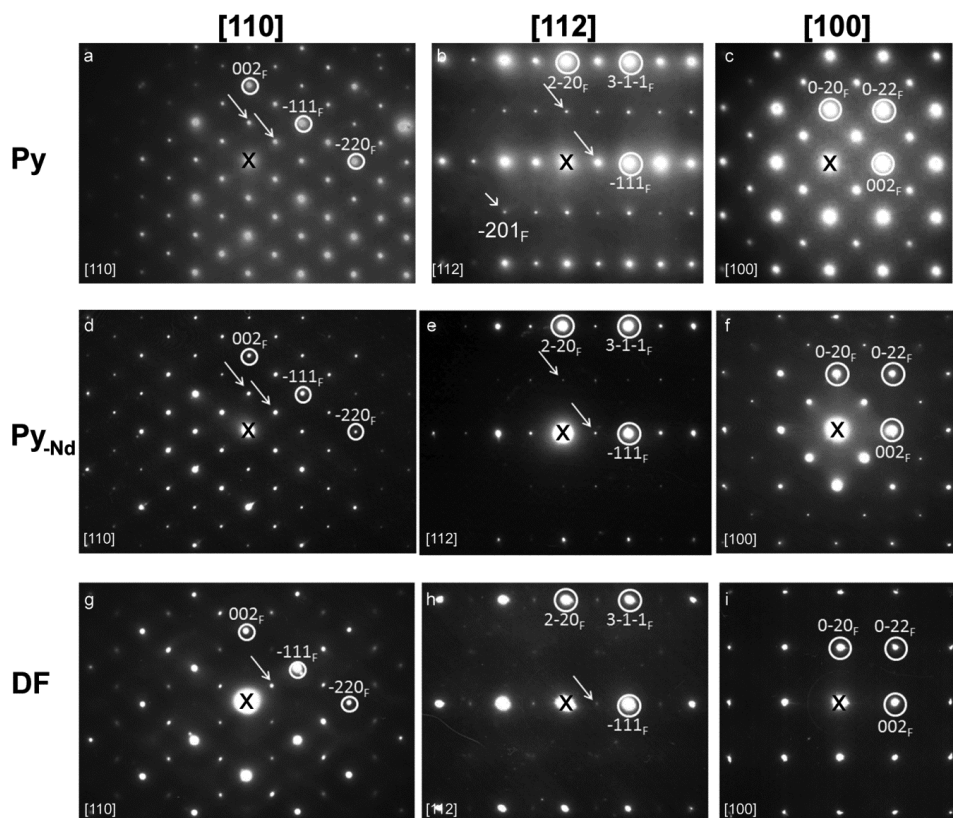 [110] [112] [100]
Py
a
002F
-111F
-220F
X
[110]
b
2-20F 3-1-1F
X
-111F
-201F
[112]
c
0-20F 0-22F
X
002F
[100]
Py-Nd
d
002F
-111F
-220F
X
[110]
e
2-20F 3-1-1F
X
-111F
[112]
f
0-20F 0-22F
X
002F
[100]
DF
g
002F
-111F
-220F
X
[110]
h
2-20F 3-1-1F
X
-111F
[112]
i
0-20F 0-22F
X
002F
[100]